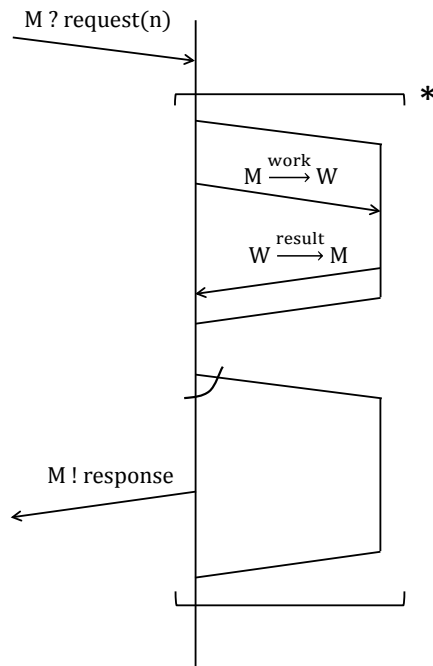 M ? request(n)
*
work
M ⟶ W
result
W ⟶ M
M ! response